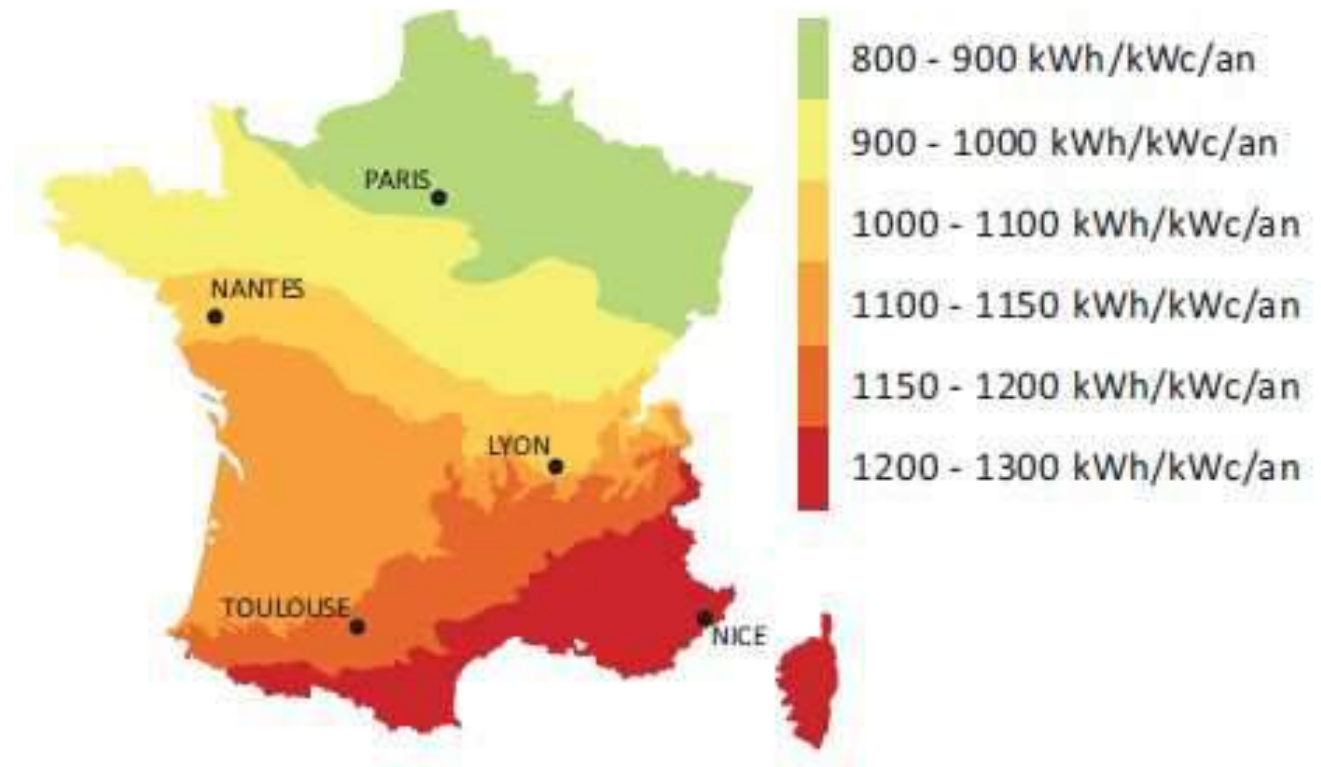 800 - 900 kWh/kWc/an
900 - 1000 kWh/kWc/an
1000 - 1100 kWh/kWc/an
1100 - 1150 kWh/kWc/an
1150 - 1200 kWh/kWc/an
1200 - 1300 kWh/kWc/an
PARIS
NANTES
LYON
TOULOUSE
NICE